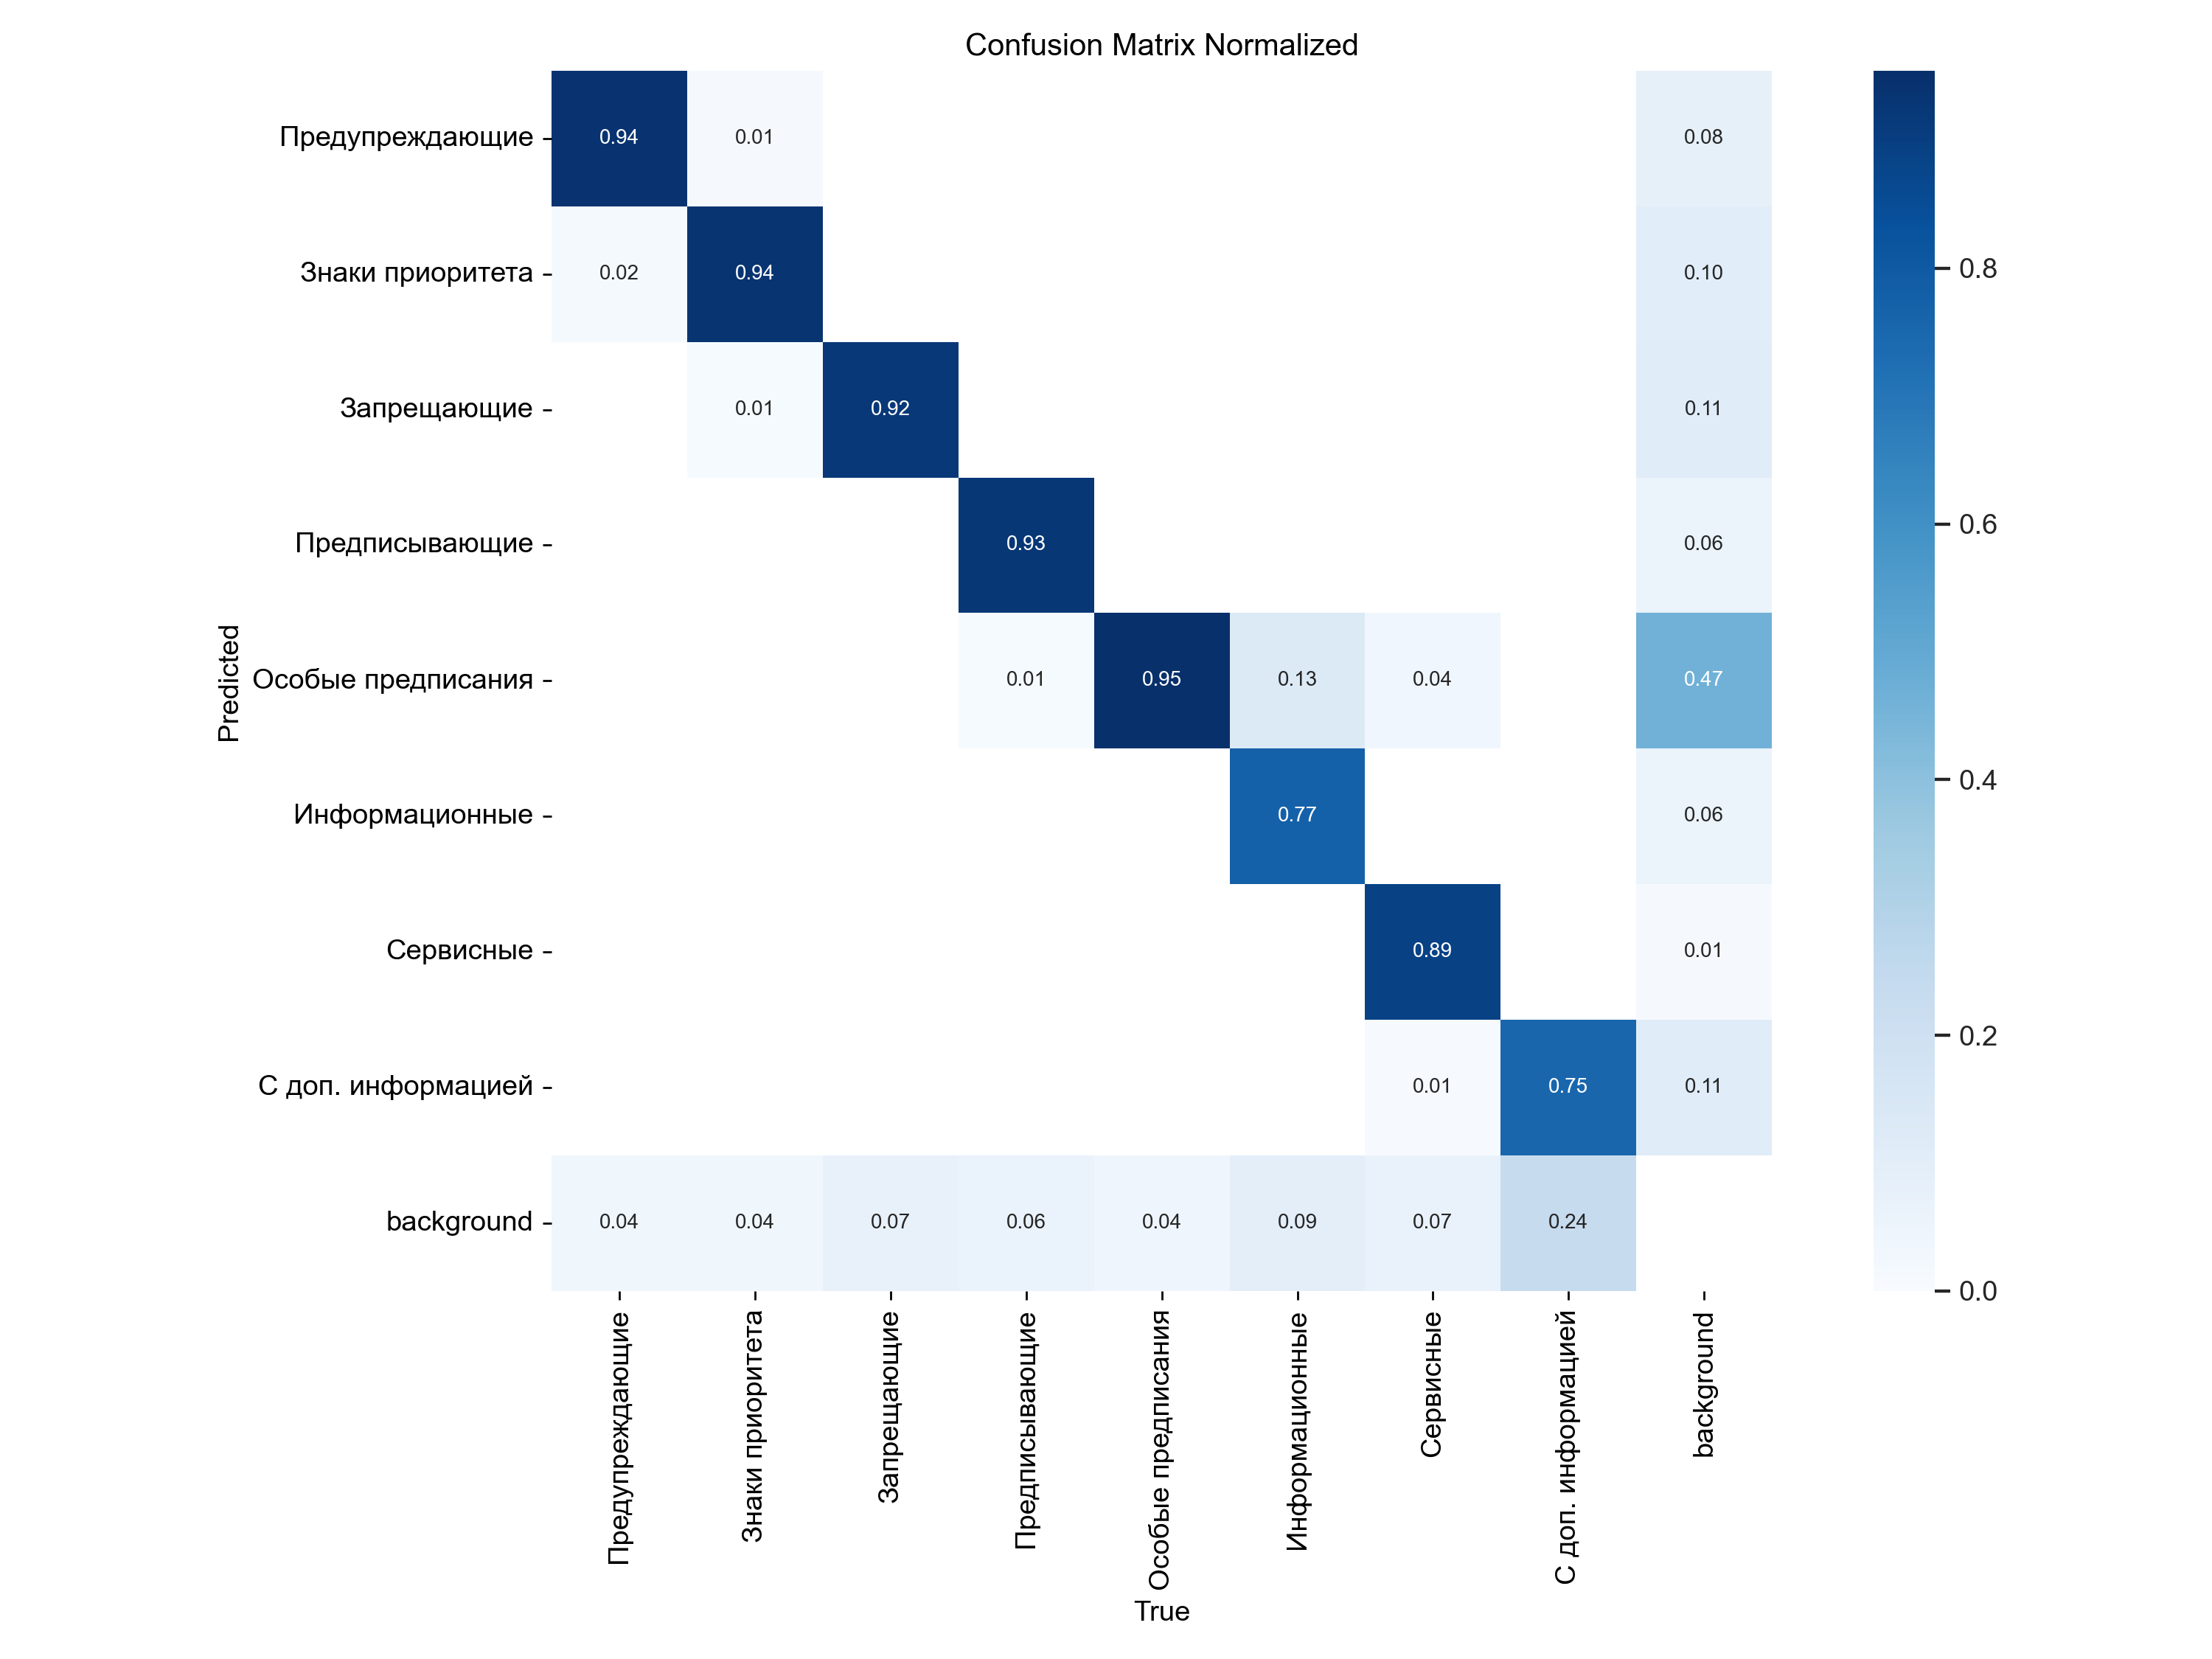 Confusion Matrix Normalized
Предупреждающие 0.94 0.01 0.08
Знаки приоритета 0.02 0.94 0.10 0.8
Запрещающие 0.01 0.92 0.11
Предписывающие 0.93 0.06 0.6
Predicted
Особые предписания 0.01 0.95 0.13 0.04 0.47
Информационные 0.77 0.06 0.4
Сервисные 0.89 0.01
С доп. информацией 0.01 0.75 0.11 0.2
background 0.04 0.04 0.07 0.06 0.04 0.09 0.07 0.24
0.0
Предупреждающие
Знаки приоритета
Запрещающие
Предписывающие
Особые предписания
Информационные
Сервисные
С доп. информацией
background
True